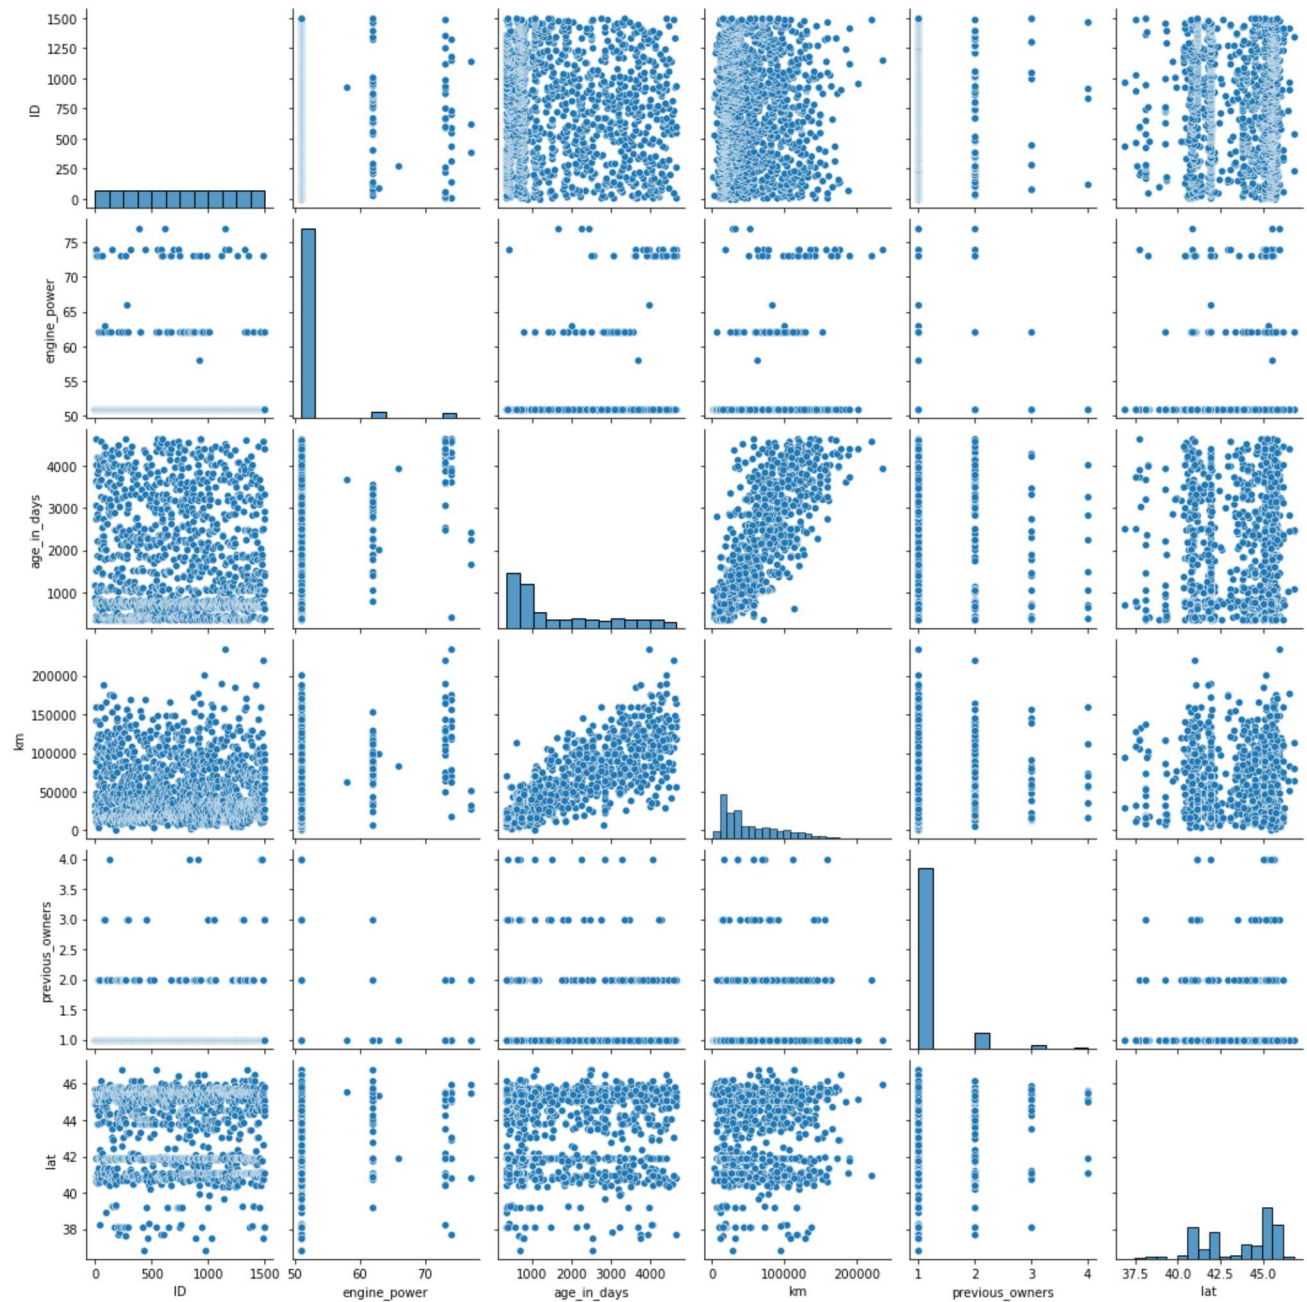 1500
1250
1000
750
500
250
0
ID
75
70
65
60
55
50
engine_power
4000
3000
2000
1000
age_in_days
200000
150000
100000
50000
0
km
4.0
3.5
3.0
2.5
2.0
1.5
1.0
previous_owners
46
44
42
40
38
lat
0 500 1000 1500
ID
50 60 70
engine_power
1000 2000 3000 4000
age_in_days
0 100000 200000
km
1 2 3 4
previous_owners
37.5 40.0 42.5 45.0
lat